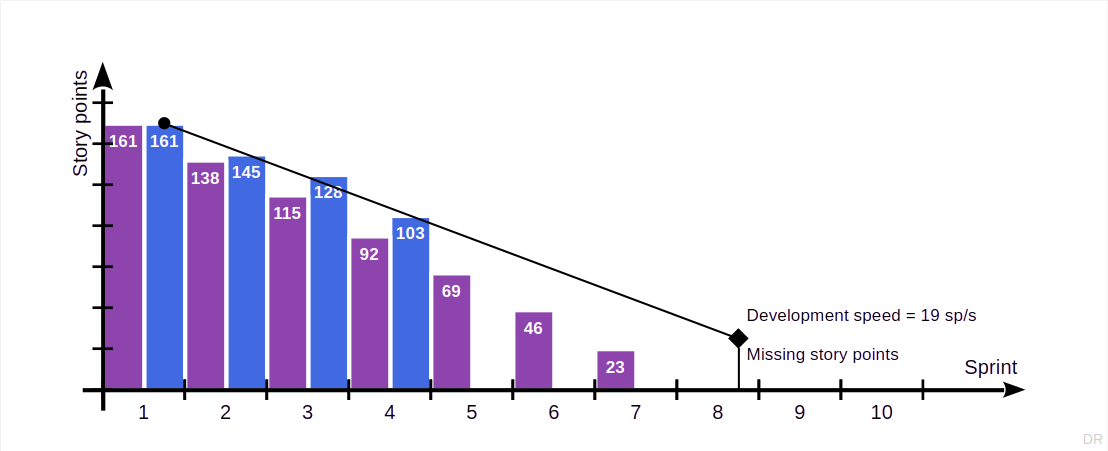 Story points
161
161
138
145
115
128
92
103
69
46
23
Development speed = 19 sp/s
Missing story points
Sprint
1 2 3 4 5 6 7 8 9 10
DR